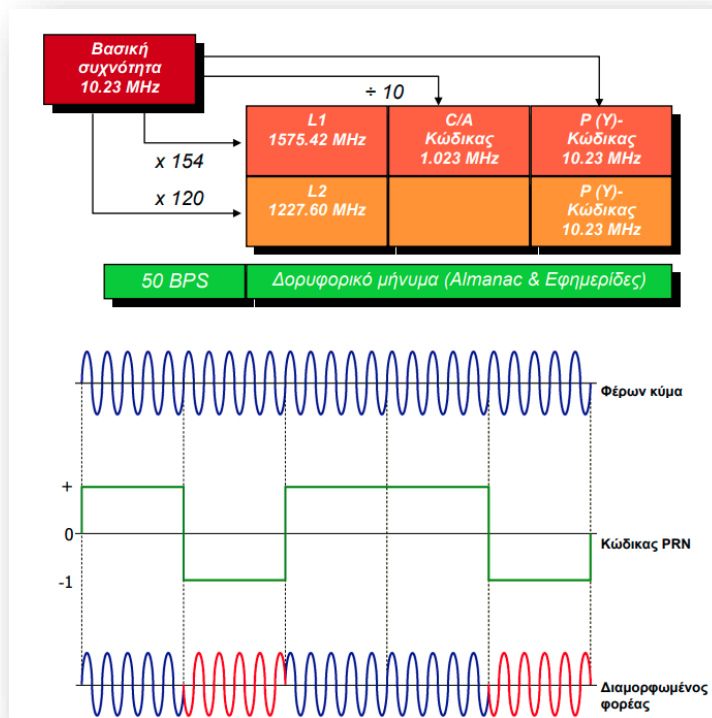 Βασική
συχνότητα
10.23 MHz
÷ 10
x 154
x 120
L1
1575.42 MHz
C/A
Κώδικας
1.023 MHz
P (Y)-
Κώδικας
10.23 MHz
L2
1227.60 MHz
P (Y)-
Κώδικας
10.23 MHz
50 BPS
Δορυφορικό μήνυμα (Almanac & Εφημερίδες)
Φέρων κύμα
+
0
-1
Κώδικας PRN
Διαμορφωμένος
φορέας